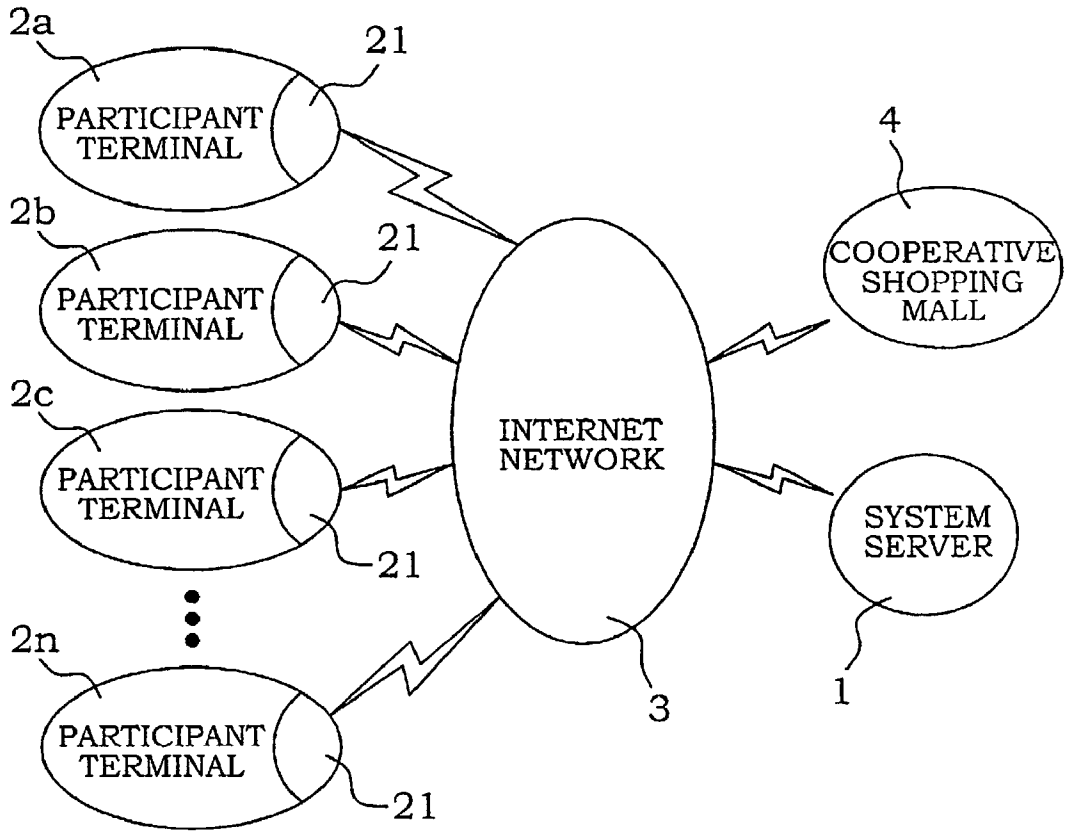 2a
21
PARTICIPANT
TERMINAL
2b
21
PARTICIPANT
TERMINAL
2c
PARTICIPANT
TERMINAL
21
2n
PARTICIPANT
TERMINAL
21
INTERNET
NETWORK
3
4
COOPERATIVE
SHOPPING
MALL
SYSTEM
SERVER
1